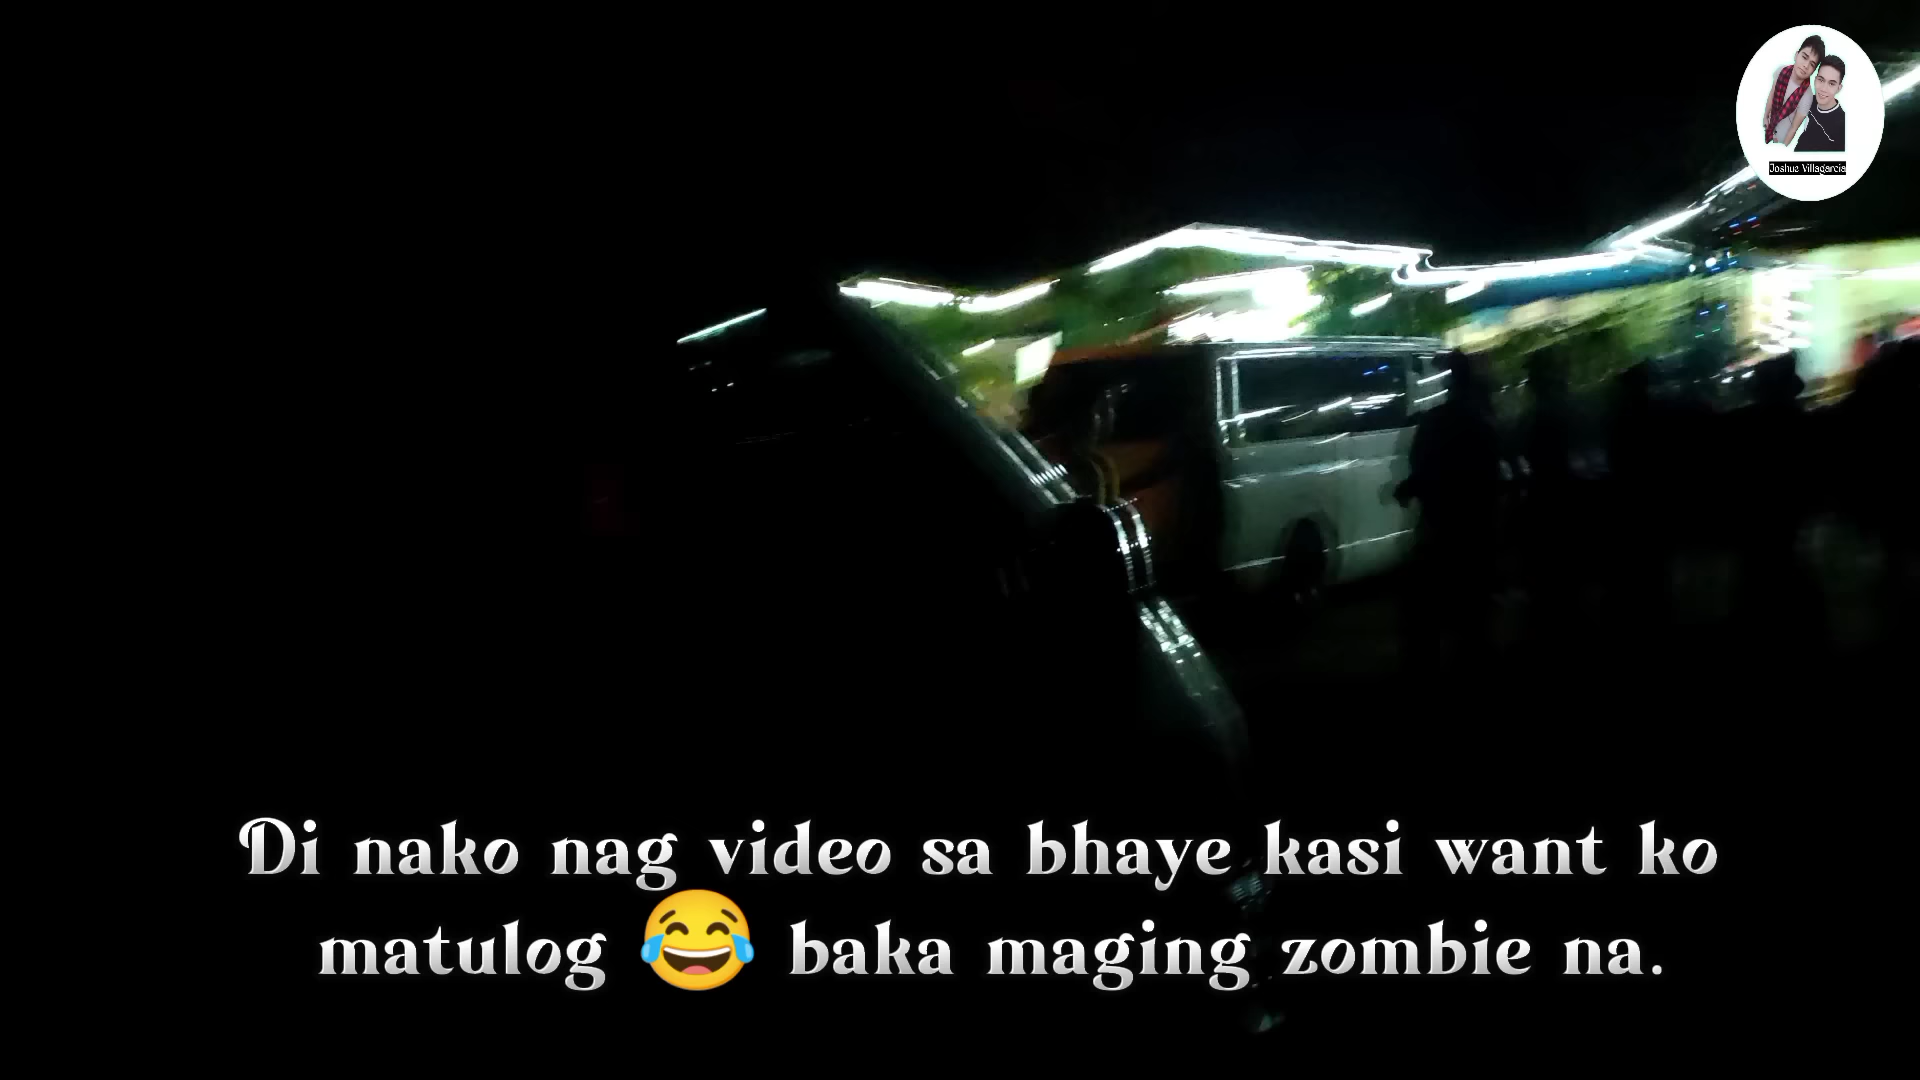 Joshua Villagarcia
Di nako nag video sa bhaye kasi want ko
matulog 😂 baka maging zombie na.